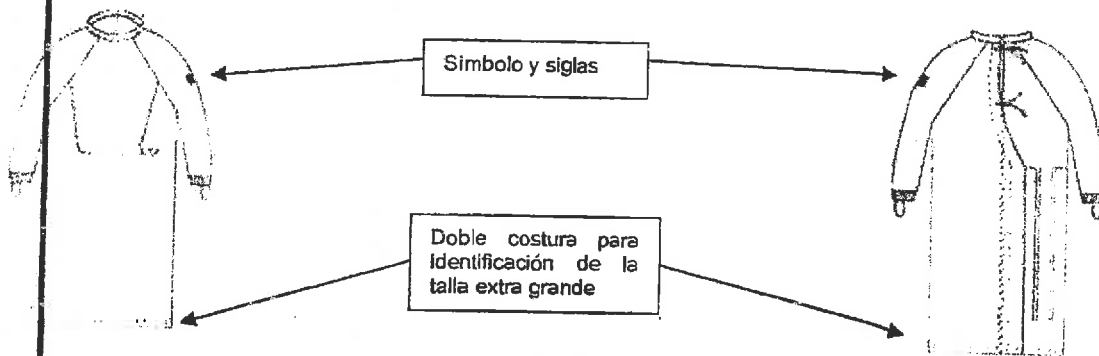 Simbolo y siglas
Doble costura para
identificación de la
talla extra grande